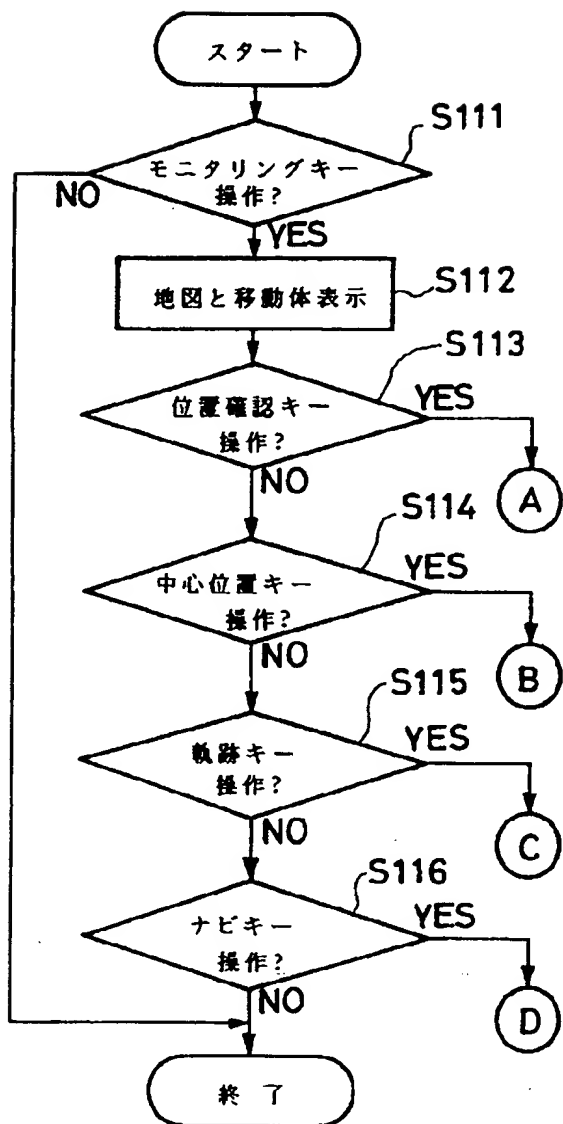 スタート
S111
モニタリングキー
操作?
NO
YES
地図と移動体表示
S112
S113
位置確認キー
操作?
YES
NO
A
S114
中心位置キー
操作?
YES
NO
B
S115
軌跡キー
操作?
YES
NO
C
S116
ナビキー
操作?
YES
NO
D
終了